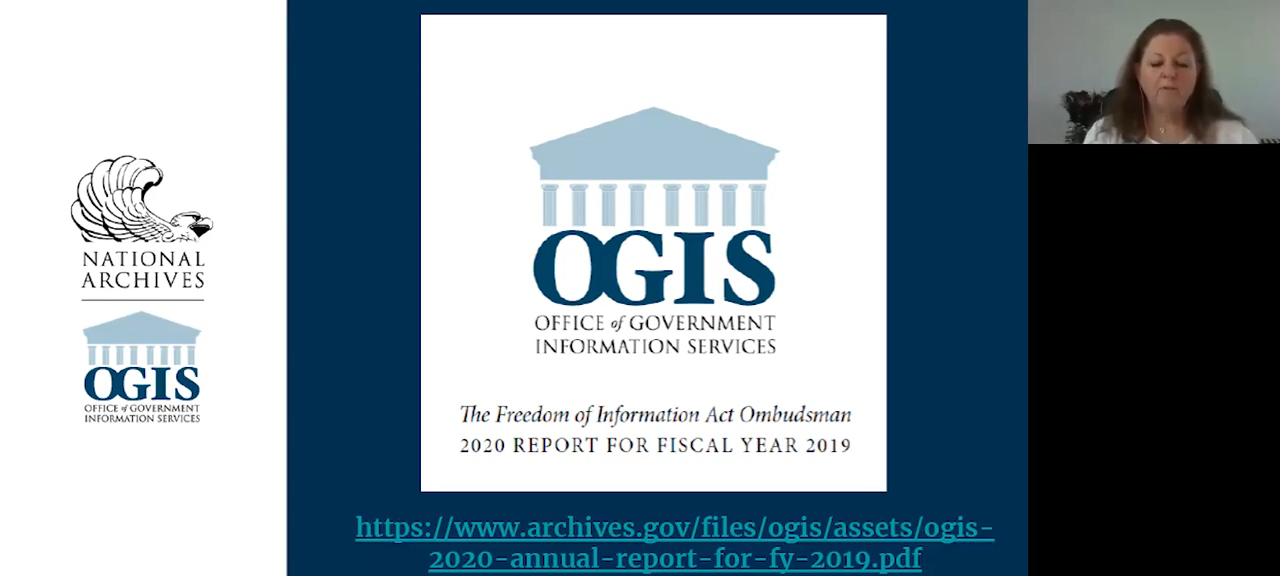 NATIONAL
ARCHIVES
OGIS
OFFICE of GOVERNMENT
INFORMATION SERVICES
OGIS
OFFICE of GOVERNMENT
INFORMATION SERVICES
The Freedom of Information Act Ombudsman
2020 REPORT FOR FISCAL YEAR 2019
https://www.archives.gov/files/ogis/assets/ogis-
2020-annual-report-for-fy-2019.pdf